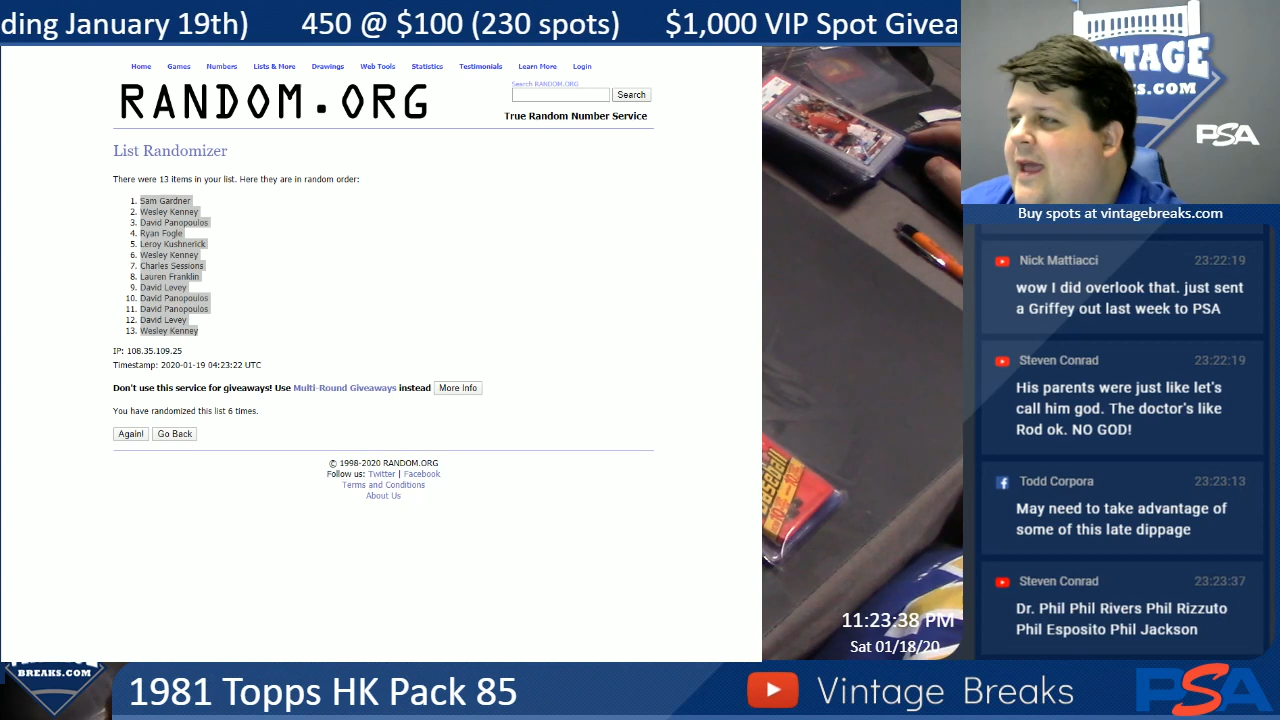 ding January 19th) 450 @ $100 (230 spots) $1,000 VIP Spot Givea
Home Games Numbers Lists & More Drawings Web Tools Statistics Testimonials Learn More Login
RANDOM.ORG
Search RANDOM.ORG
Search
True Random Number Service
List Randomizer
There were 13 items in your list. Here they are in random order:
1. Sam Gardner
2. Wesley Kenney
3. David Panopoulos
4. Ryan Fogle
5. Leroy Kushnerick
6. Wesley Kenney
7. Charles Sessions
8. Lauren Franklin
9. David Levey
10. David Panopoulos
11. David Panopoulos
12. David Levey
13. Wesley Kenney
IP: 108.35.109.25
Timestamp: 2020-01-19 04:23:22 UTC
Don't use this service for giveaways! Use Multi-Round Giveaways instead More Info
You have randomized this list 6 times.
Again! Go Back
© 1998-2020 RANDOM.ORG
Follow us: Twitter | Facebook
Terms and Conditions
About Us
VINTAGE
.COM
PSA
Buy spots at vintagebreaks.com
Nick Mattiacci 23:22:19
wow I did overlook that. just sent
a Griffey out last week to PSA
Steven Conrad 23:22:19
His parents were just like let's
call him god. The doctor's like
Rod ok. NO GOD!
Todd Corpora 23:23:13
May need to take advantage of
some of this late dippage
Steven Conrad 23:23:37
Dr. Phil Phil Rivers Phil Rizzuto
Phil Esposito Phil Jackson
Baseball
11:23:38 PM
Sat 01/18/20
BREAKS.COM
1981 Topps HK Pack 85
Vintage Breaks
PSA